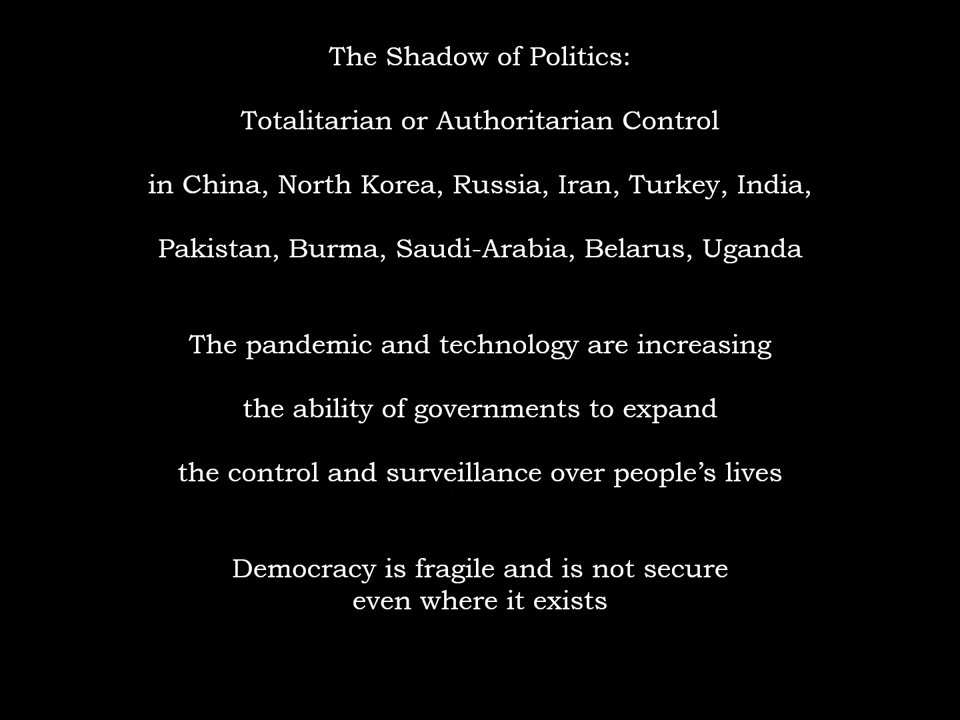 The Shadow of Politics:
Totalitarian or Authoritarian Control
in China, North Korea, Russia, Iran, Turkey, India,
Pakistan, Burma, Saudi-Arabia, Belarus, Uganda
The pandemic and technology are increasing
the ability of governments to expand
the control and surveillance over people’s lives
Democracy is fragile and is not secure
even where it exists